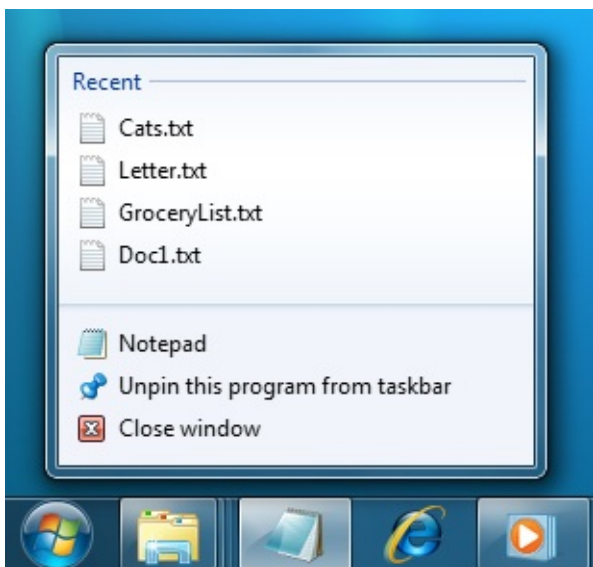 Recent
Cats.txt
Letter.txt
GroceryList.txt
Doc1.txt
Notepad
Unpin this program from taskbar
Close window